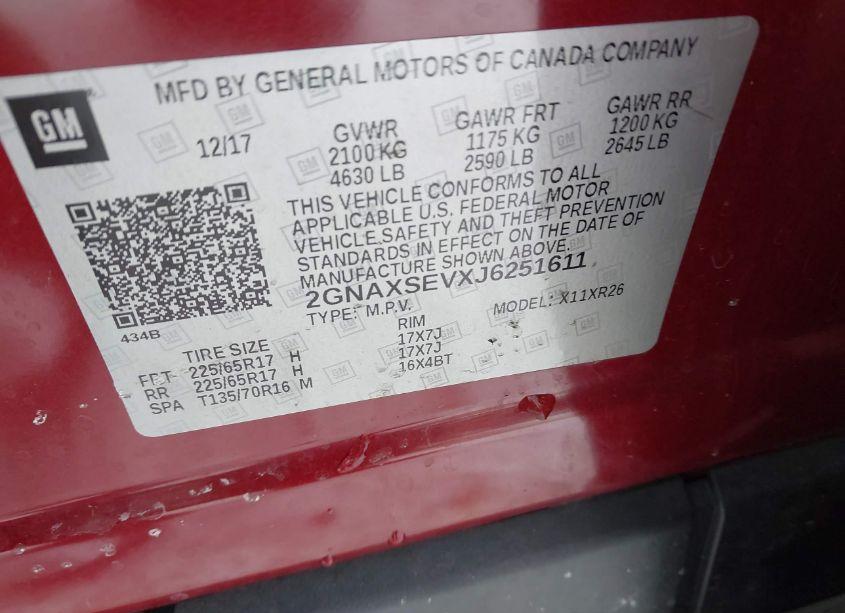 MFD BY GENERAL MOTORS OF CANADA COMPANY
GM
12/17
GVWR
2100 KG
4630 LB
GAWR FRT
1175 KG
2590 LB
GAWR RR
1200 KG
2645 LB
THIS VEHICLE CONFORMS TO ALL
APPLICABLE U.S. FEDERAL MOTOR
VEHICLE SAFETY AND THEFT PREVENTION
STANDARDS IN EFFECT ON THE DATE OF
MANUFACTURE SHOWN ABOVE.
2GNAXSEVXJ6251611
TYPE: M.P.V. MODEL: X11XR26
434B
TIRE SIZE RIM
FFT 225/65R17 H 17X7J
RR 225/65R17 H 17X7J
SPA T135/70R16 M 16X4BT